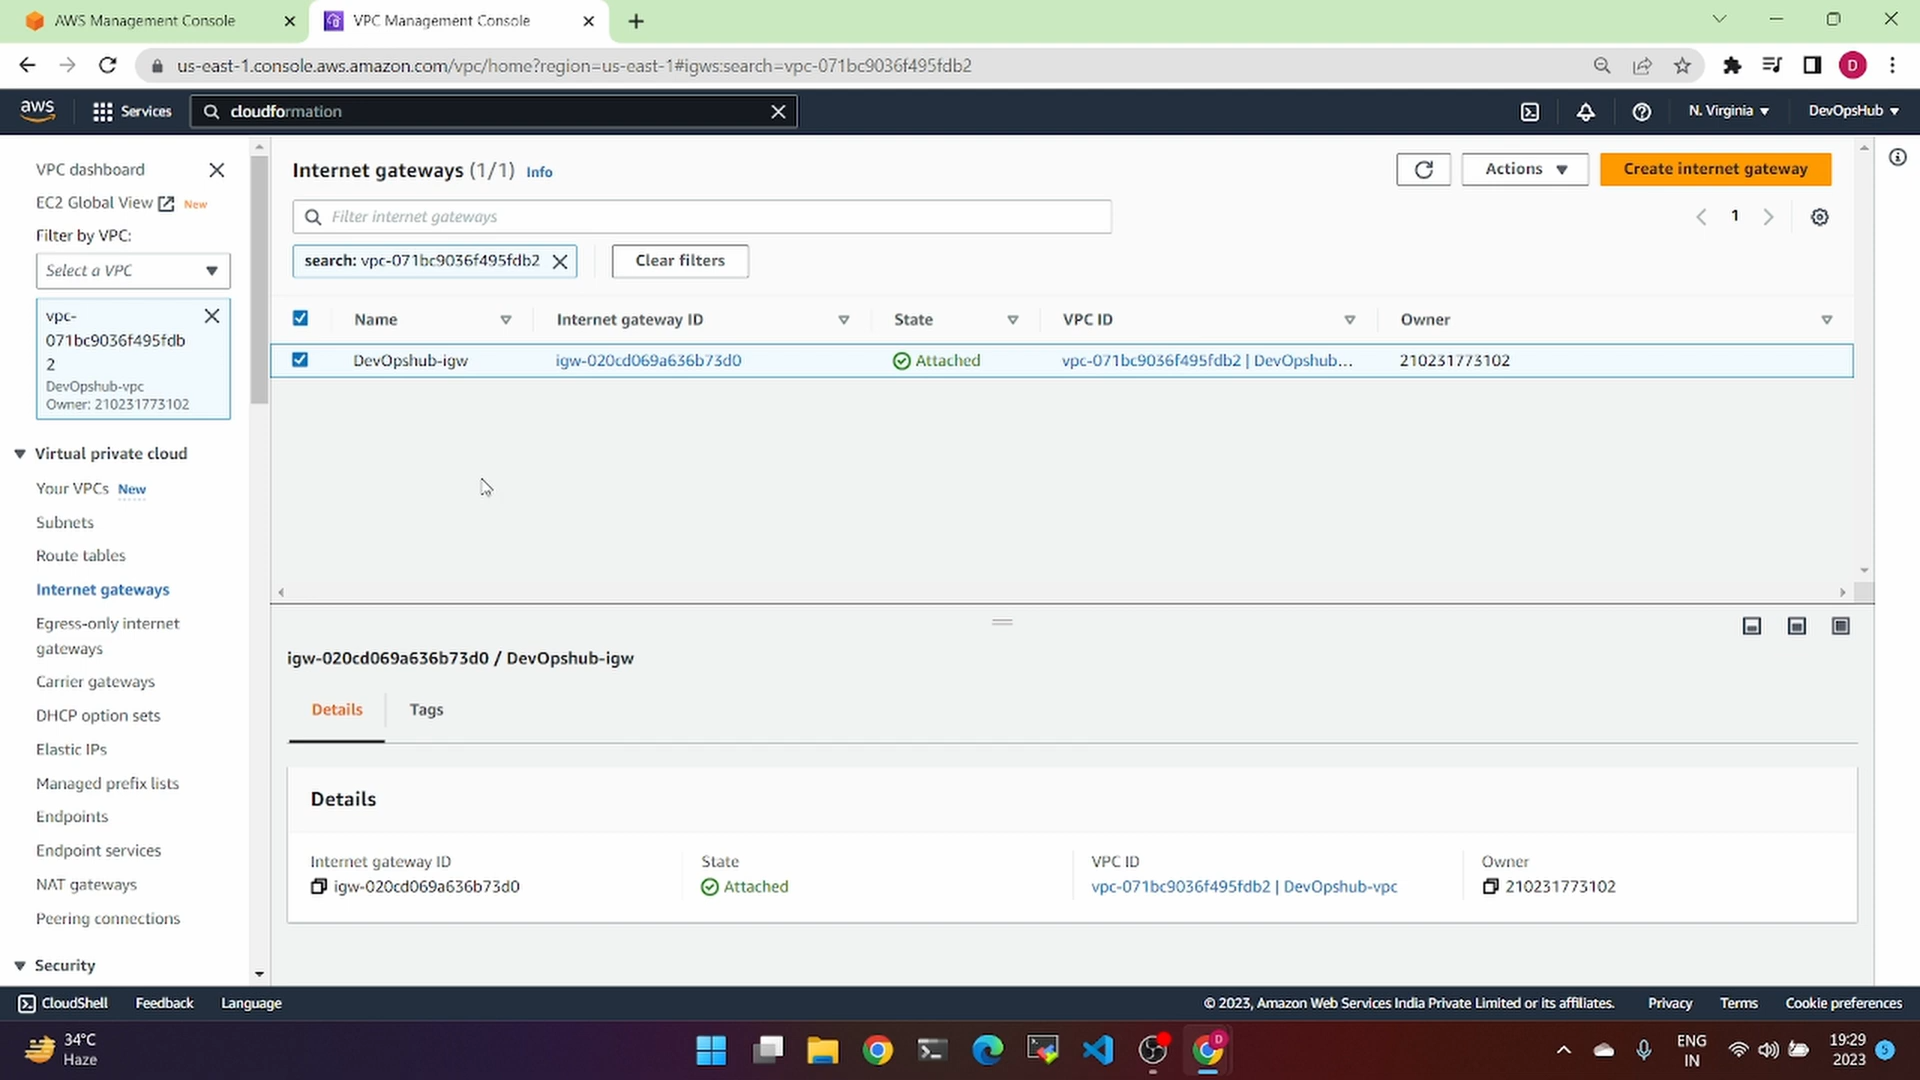 AWS Management Console
VPC Management Console
us-east-1.console.aws.amazon.com/vpc/home?region=us-east-1#igws:search=vpc-071bc9036f495fdb2
D
aws
Services
cloudformation
N. Virginia
DevOpsHub
VPC dashboard
EC2 Global View New
Filter by VPC:
Select a VPC
vpc-
071bc9036f495fdb
2
DevOpshub-vpc
Owner: 210231773102
Virtual private cloud
Your VPCs New
Subnets
Route tables
Internet gateways
Egress-only internet
gateways
Carrier gateways
DHCP option sets
Elastic IPs
Managed prefix lists
Endpoints
Endpoint services
NAT gateways
Peering connections
Security
Internet gateways (1/1) Info
Actions
Create internet gateway
Filter internet gateways
1
search: vpc-071bc9036f495fdb2
Clear filters
Name Internet gateway ID State VPC ID Owner
DevOpshub-igw igw-020cd069a636b73d0 Attached vpc-071bc9036f495fdb2 | DevOpshub... 210231773102
igw-020cd069a636b73d0 / DevOpshub-igw
Details Tags
Details
Internet gateway ID State VPC ID Owner
igw-020cd069a636b73d0 Attached vpc-071bc9036f495fdb2 | DevOpshub-vpc 210231773102
CloudShell Feedback Language
© 2023, Amazon Web Services India Private Limited or its affiliates. Privacy Terms Cookie preferences
34°C
Haze
D
ENG
IN
19:29
2023
5